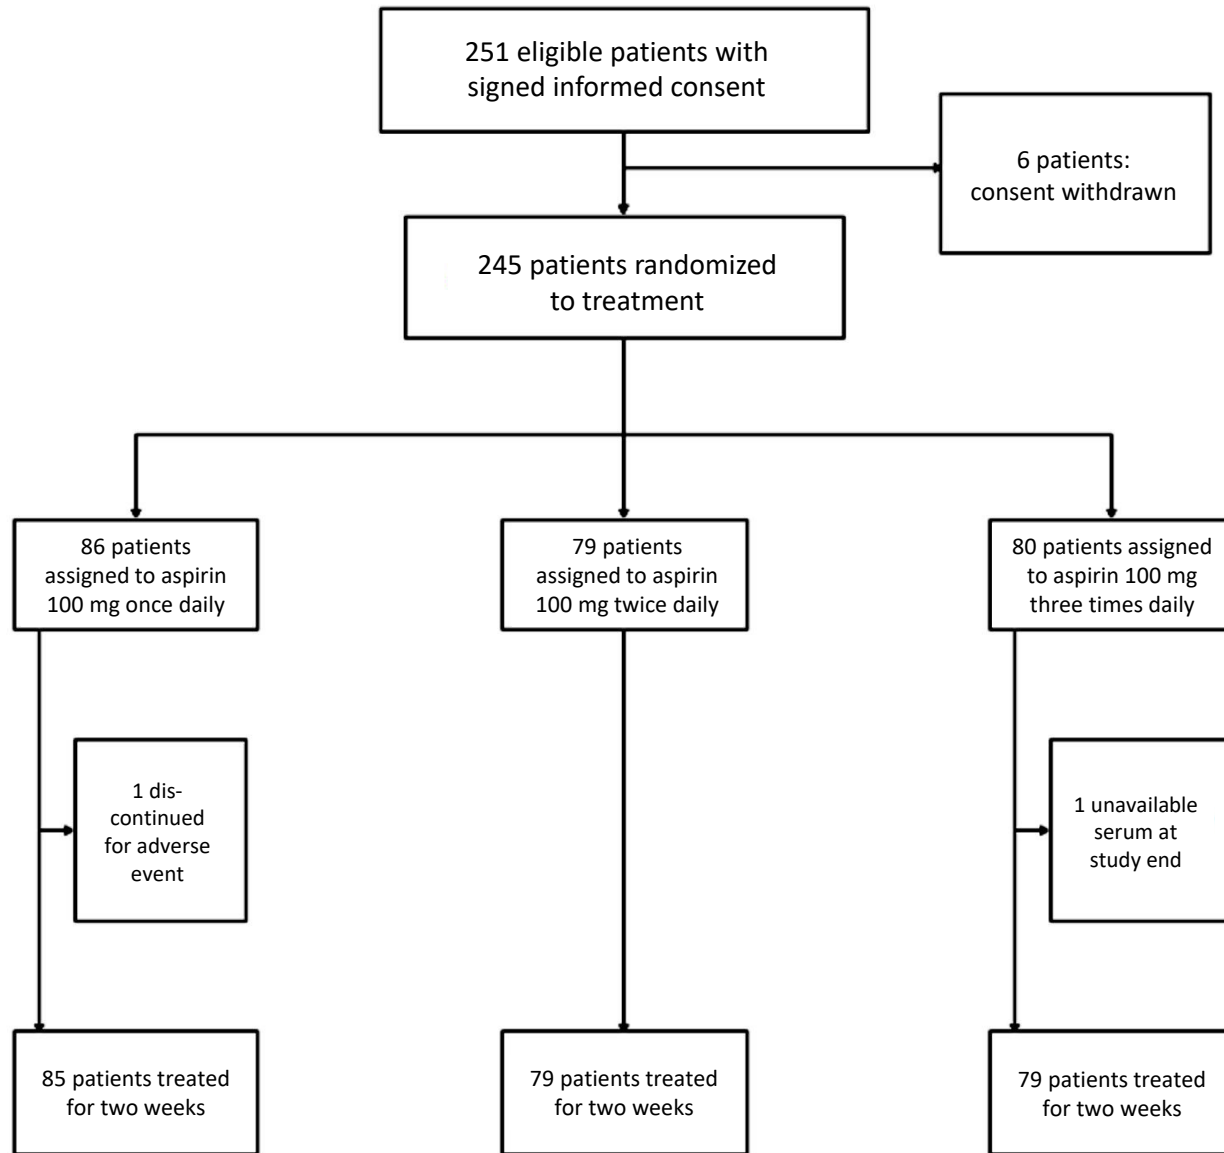 251 eligible patients with
signed informed consent
6 patients:
consent withdrawn
245 patients randomized
to treatment
86 patients
assigned to aspirin
100 mg once daily
79 patients
assigned to aspirin
100 mg twice daily
80 patients assigned
to aspirin 100 mg
three times daily
1 dis-
continued
for adverse
event
1 unavailable
serum at
study end
85 patients treated
for two weeks
79 patients treated
for two weeks
79 patients treated
for two weeks